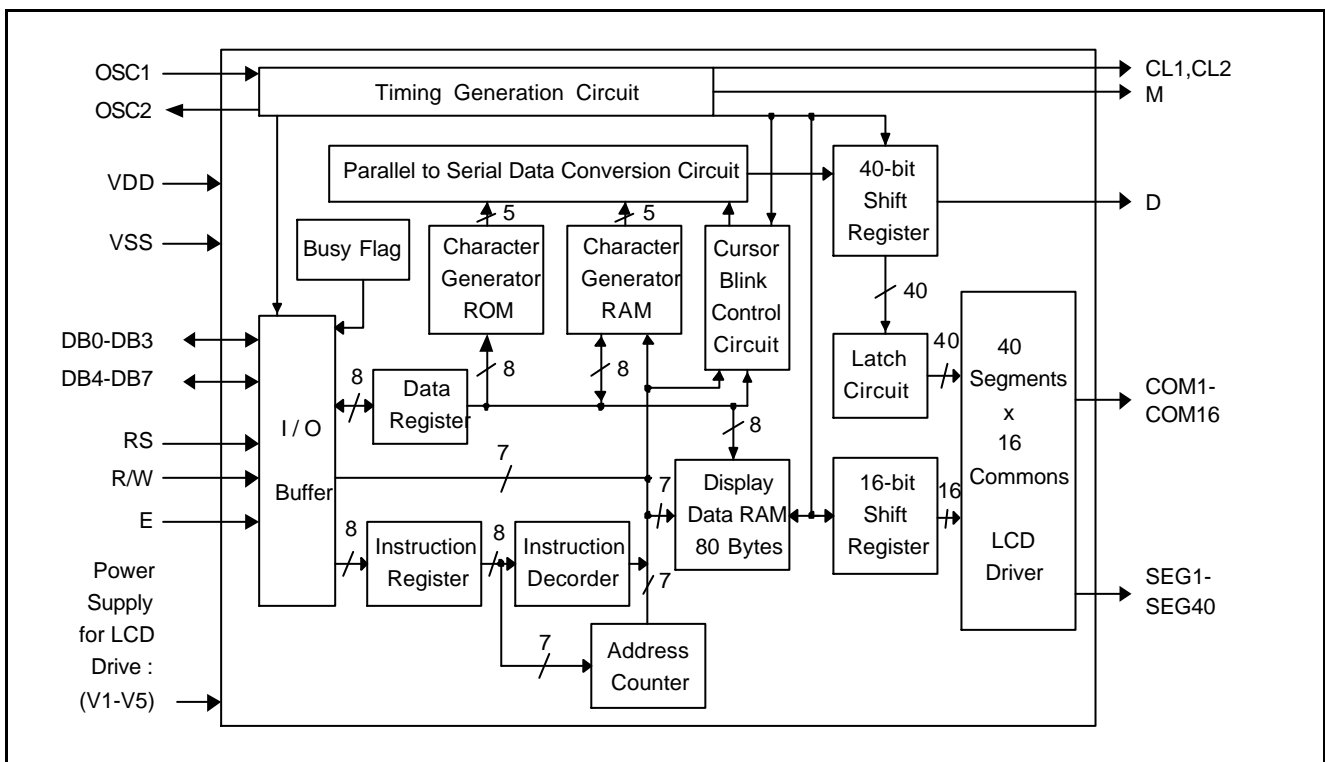 OSC1
OSC2
VDD
VSS
DB0-DB3
DB4-DB7
RS
R/W
E
Power
Supply
for LCD
Drive :
(V1-V5)
Timing Generation Circuit
Parallel to Serial Data Conversion Circuit
5
5
Busy Flag
Character
Generator
ROM
Character
Generator
RAM
Cursor
Blink
Control
Circuit
40-bit
Shift
Register
40
8
8
8
Data
Register
8
Latch
Circuit
40
I / O
Buffer
7
7
Display
Data RAM
80 Bytes
16-bit
Shift
Register
16
40
Segments
x
16
Commons
LCD
Driver
8
Instruction
Register
8
Instruction
Decorder
7
7
Address
Counter
CL1,CL2
M
D
COM1-
COM16
SEG1-
SEG40